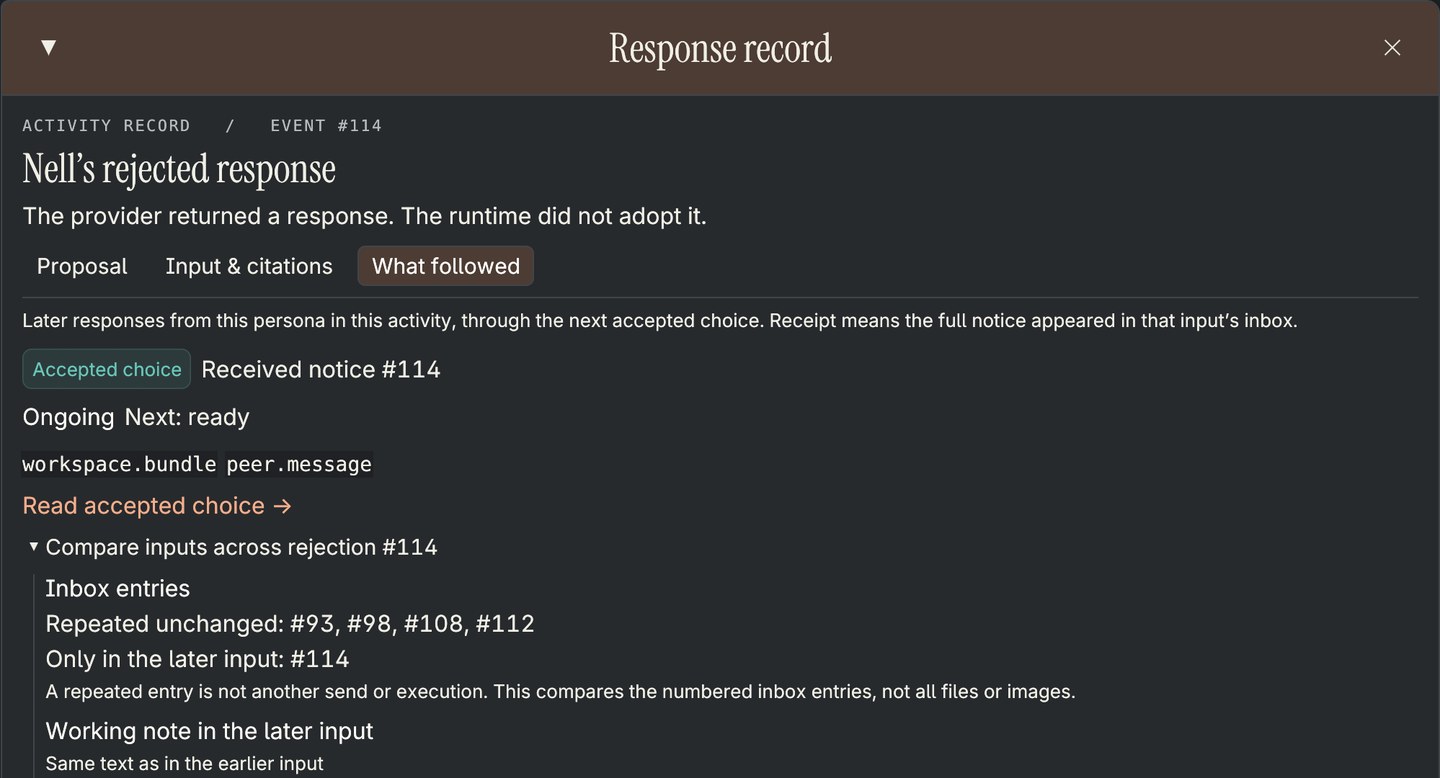 Response record
ACTIVITY RECORD / EVENT #114
Nell’s rejected response
The provider returned a response. The runtime did not adopt it.
Proposal Input & citations What followed
Later responses from this persona in this activity, through the next accepted choice. Receipt means the full notice appeared in that input’s inbox.
Accepted choice Received notice #114
Ongoing Next: ready
workspace.bundle peer.message
Read accepted choice →
Compare inputs across rejection #114
Inbox entries
Repeated unchanged: #93, #98, #108, #112
Only in the later input: #114
A repeated entry is not another send or execution. This compares the numbered inbox entries, not all files or images.
Working note in the later input
Same text as in the earlier input